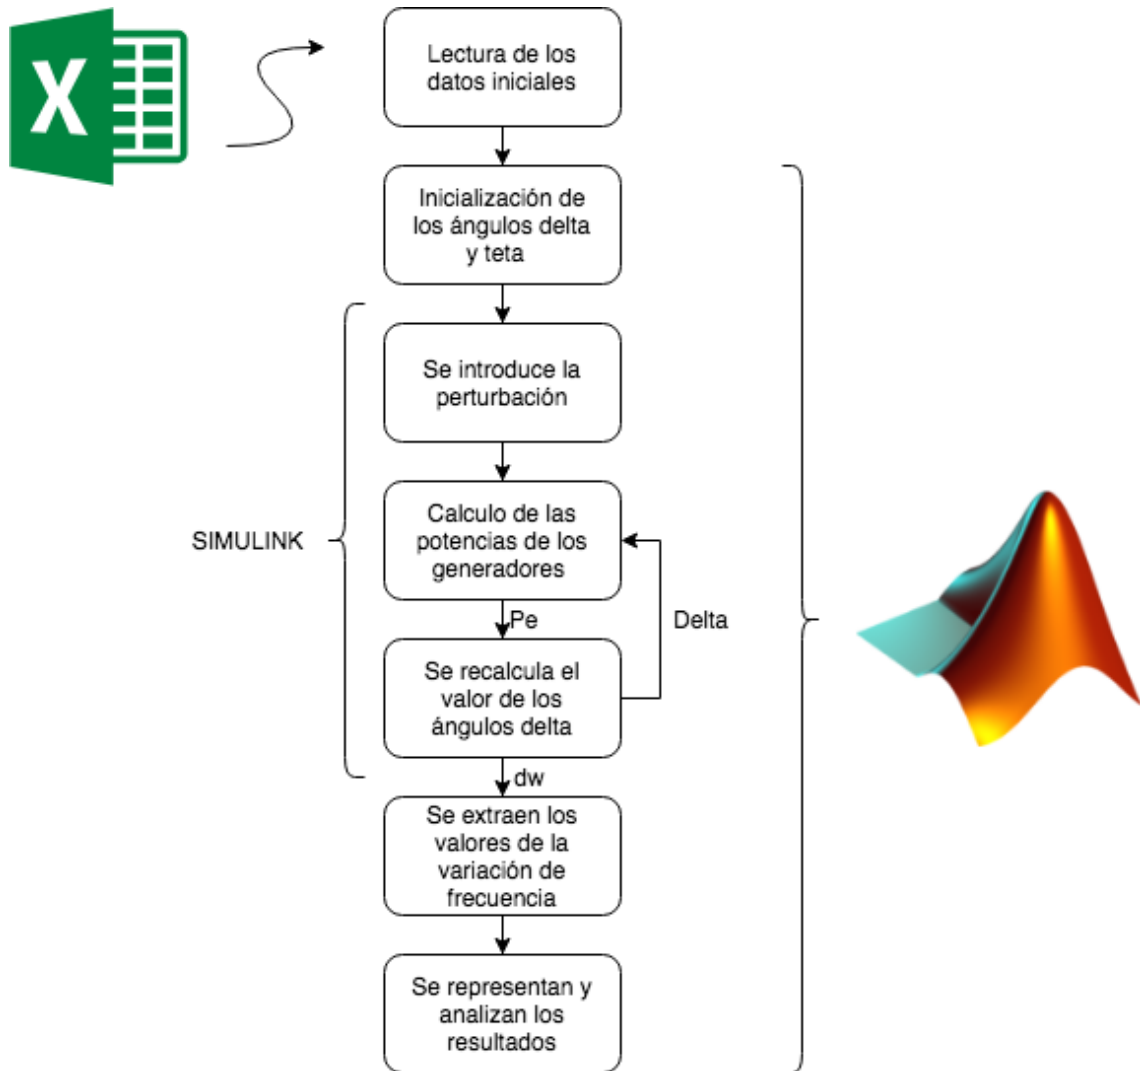 X
Lectura de los
datos iniciales
Inicialización de
los ángulos delta
y teta
Se introduce la
perturbación
SIMULINK
Calculo de las
potencias de los
generadores
Pe
Delta
Se recalcula el
valor de los
ángulos delta
dw
Se extraen los
valores de la
variación de
frecuencia
Se representan y
analizan los
resultados